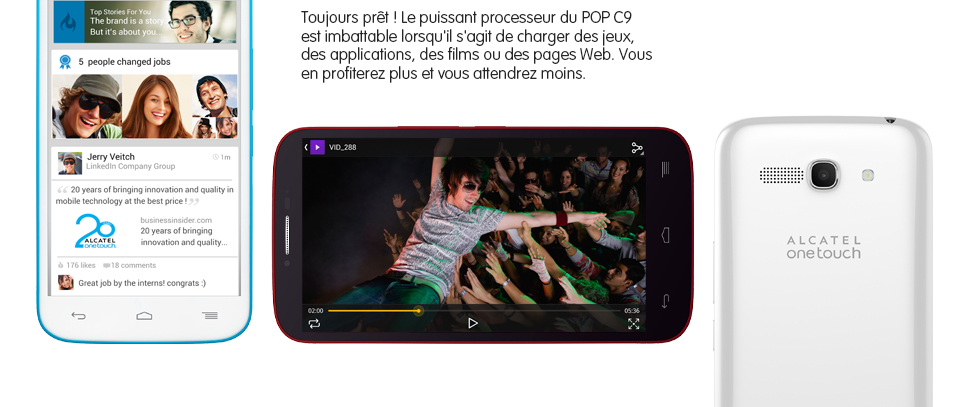 Toujours prêt ! Le puissant processeur du POP C9
est imbattable lorsqu'il s'agit de charger des jeux,
des applications, des films ou des pages Web. Vous
en profiterez plus et vous attendrez moins.
Top Stories For You
The brand is a story
But it's about you
5 people changed jobs
Jerry Veitch
1m
LinkedIn Company Group
20 years of bringing innovation and quality in
mobile technology at the best price !
20
ALCATEL
onetouch
businessinsider.com
20 years of bringing
innovation and quality...
176 likes 18 comments
Great job by the interns! congrats :)
VID_288
02:00
05:36
ALCATEL
onetouch